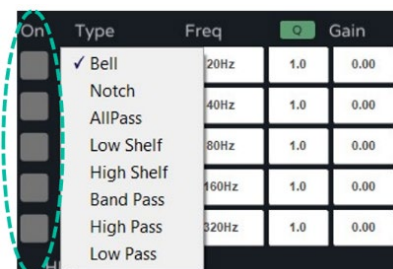 On Type Freq Q Gain
✓ Bell 20Hz 1.0 0.00
Notch
AllPass 40Hz 1.0 0.00
Low Shelf 80Hz 1.0 0.00
High Shelf 160Hz 1.0 0.00
Band Pass
High Pass 320Hz 1.0 0.00
Low Pass